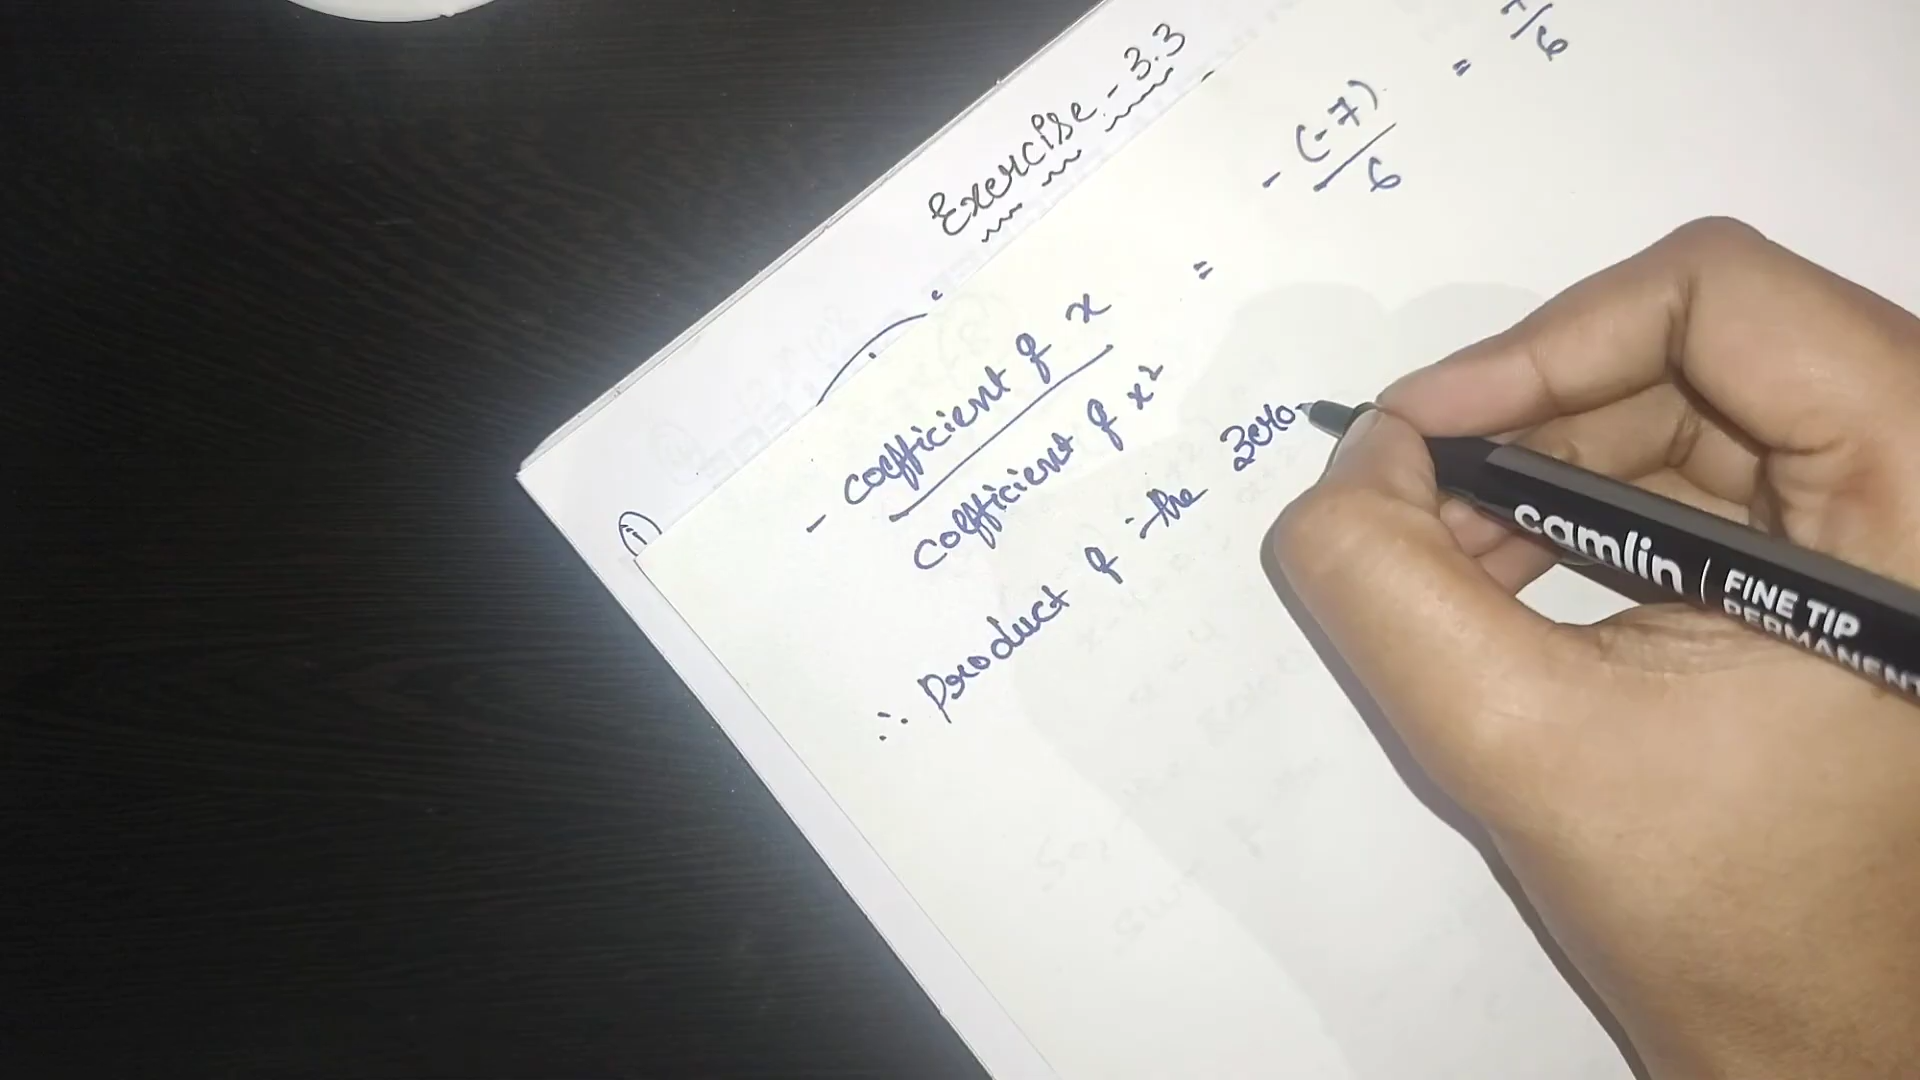 Exercise - 3.3
(i)
- coefficient of x / coefficient of x² = - (-7)/6 = 7/6
∴ Product of the zero
camlin | FINE TIP
PERMANENT